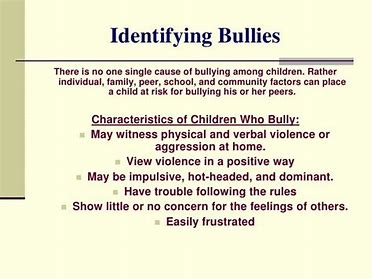 Identifying Bullies
There is no one single cause of bullying among children. Rather
individual, family, peer, school, and community factors can place
a child at risk for bullying his or her peers.
Characteristics of Children Who Bully:
May witness physical and verbal violence or
aggression at home.
View violence in a positive way
May be impulsive, hot-headed, and dominant.
Have trouble following the rules
Show little or no concern for the feelings of others.
Easily frustrated